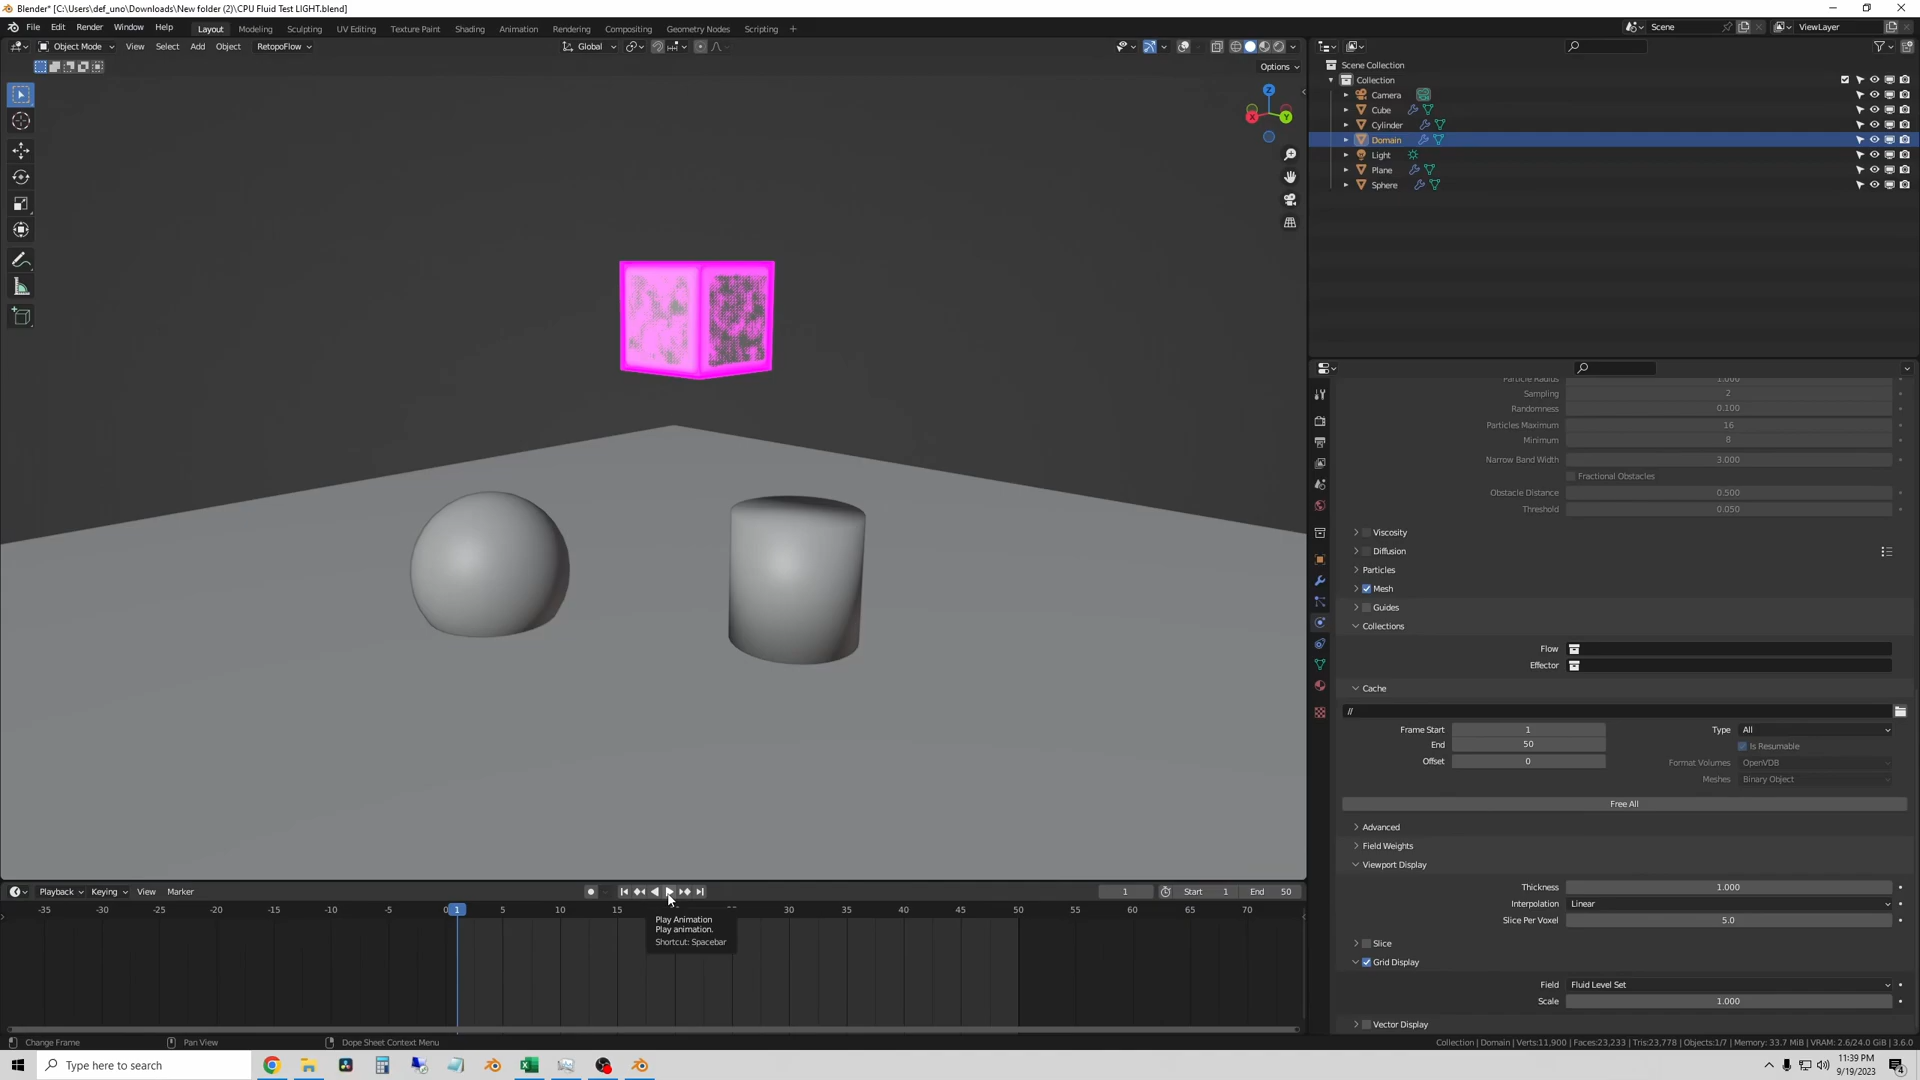 Blender* [C:\Users\def_uno\Downloads\New folder (2)\CPU Fluid Test LIGHT.blend]
File Edit Render Window Help Layout Modeling Sculpting UV Editing Texture Paint Shading Animation Rendering Compositing Geometry Nodes Scripting + Scene ViewLayer
Object Mode View Select Add Object RetopoFlow Global
Options
Scene Collection
Collection
Camera
Cube
Cylinder
Domain
Light
Plane
Sphere
Z
X Y
Particle Radius 1.000
Sampling 2
Randomness 0.100
Particles Maximum 16
Minimum 8
Narrow Band Width 3.000
Fractional Obstacles
Obstacle Distance 0.500
Threshold 0.050
Viscosity
Diffusion
Particles
Mesh
Guides
Collections
Flow
Effector
Cache
//
Frame Start 1 Type All
End 50 Is Resumable
Offset 0 Format Volumes OpenVDB
Meshes Binary Object
Free All
Advanced
Field Weights
Viewport Display
Thickness 1.000
Interpolation Linear
Slice Per Voxel 5.0
Slice
Grid Display
Field Fluid Level Set
Scale 1.000
Vector Display
Playback Keying View Marker 1 Start 1 End 50
-35 -30 -25 -20 -15 -10 -5 0 1 5 10 15 30 35 40 45 50 55 60 65 70
Play Animation
Play animation.
Shortcut: Spacebar
Change Frame Pan View Dope Sheet Context Menu Collection | Domain | Verts:11,900 | Faces:23,233 | Tris:23,778 | Objects:1/7 | Memory: 33.7 MiB | VRAM: 2.6/24.0 GiB | 3.6.0
Type here to search
11:39 PM
9/19/2023
4